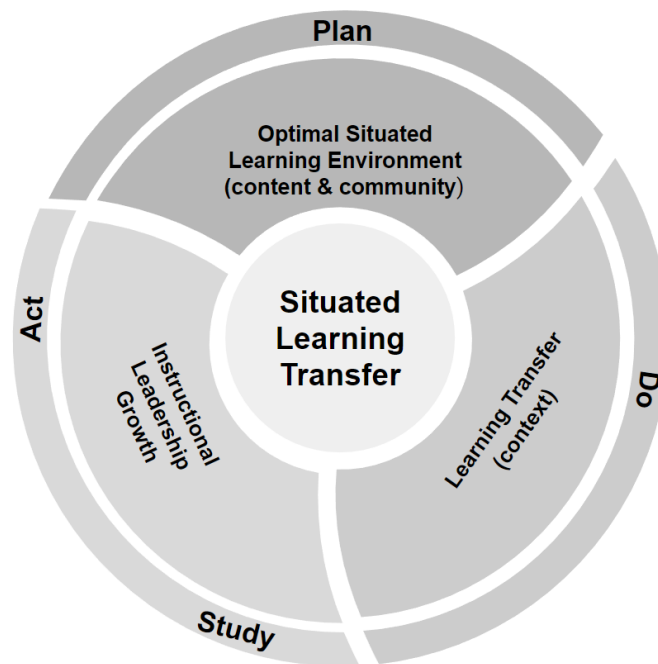 Plan
Optimal Situated
Learning Environment
(content & community)
Situated
Learning
Transfer
Do
Learning Transfer
(context)
Study
Act
Instructional
Leadership
Growth